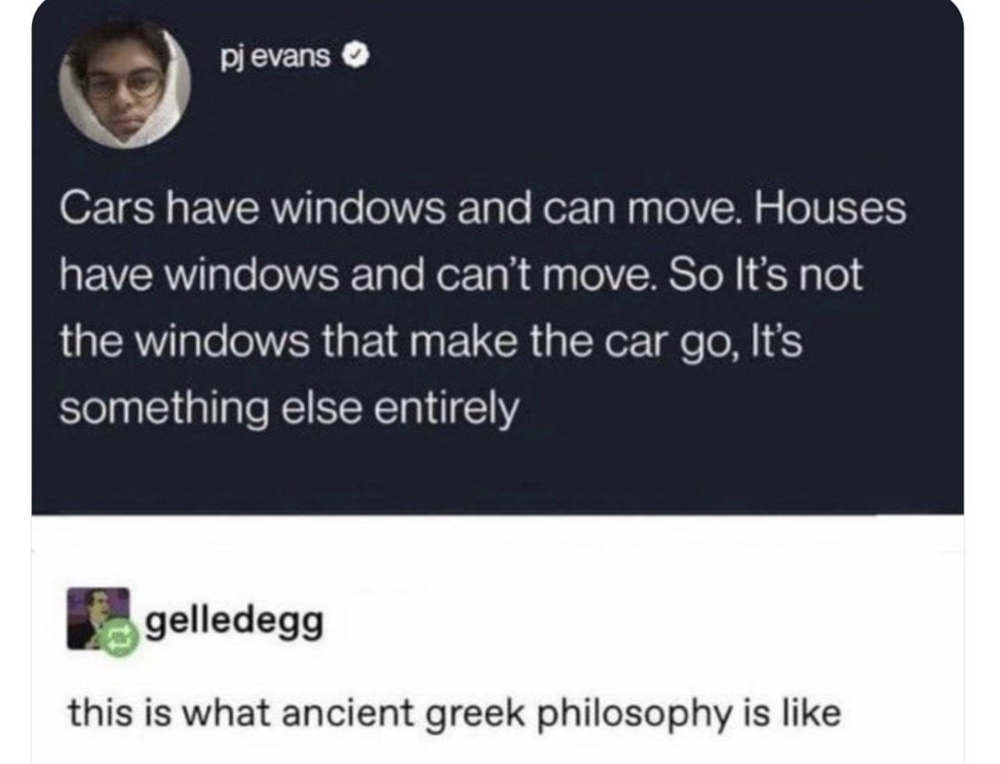 pj evans
Cars have windows and can move. Houses
have windows and can’t move. So It’s not
the windows that make the car go, It’s
something else entirely
gelledegg
this is what ancient greek philosophy is like